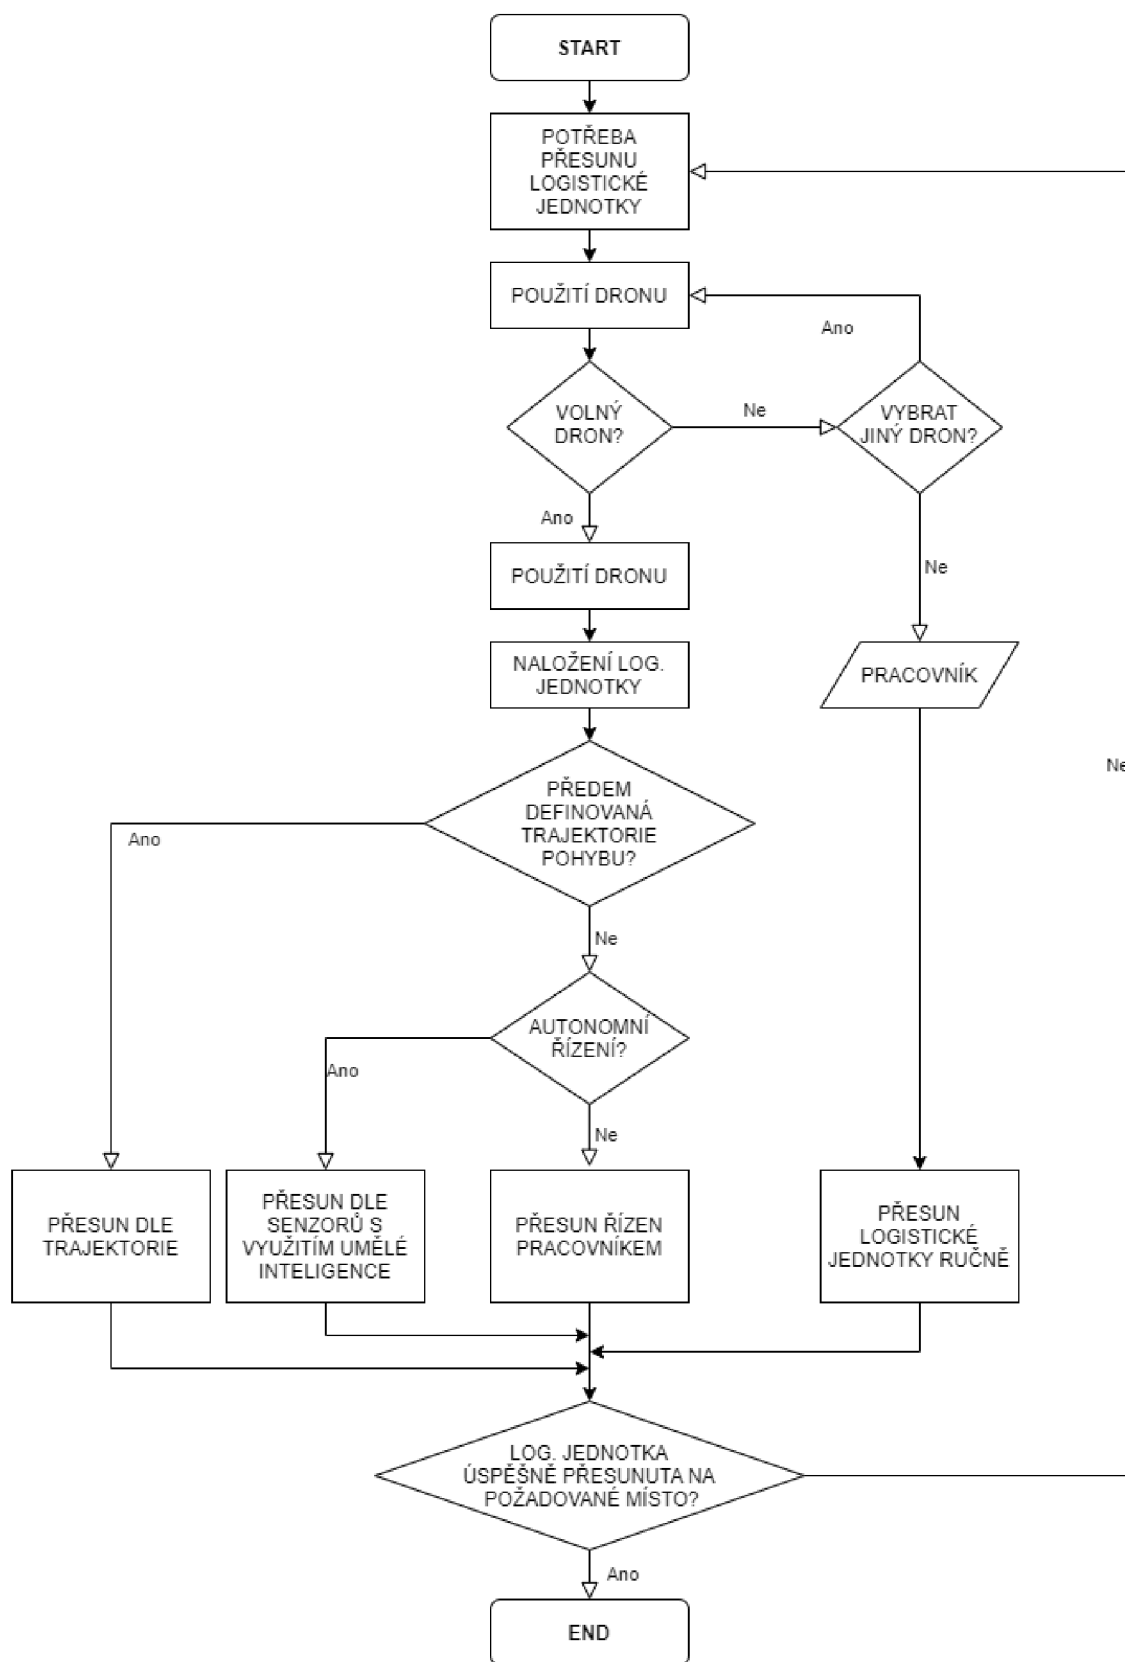 START
POTŘEBA
PŘESUNU
LOGISTICKÉ
JEDNOTKY
POUŽITÍ DRONU
Ano
VOLNÝ
DRON?
Ne
VYBRAT
JINÝ DRON?
Ano
POUŽITÍ DRONU
Ne
NALOŽENÍ LOG.
JEDNOTKY
PRACOVNÍK
Ne
PŘEDEM
DEFINOVANÁ
TRAJEKTORIE
POHYBU?
Ano
Ne
AUTONOMNÍ
ŘÍZENÍ?
Ano
Ne
PŘESUN DLE
TRAJEKTORIE
PŘESUN DLE
SENZORŮ S
VYUŽITÍM UMĚLÉ
INTELIGENCE
PŘESUN ŘÍZEN
PRACOVNÍKEM
PŘESUN
LOGISTICKÉ
JEDNOTKY RUČNĚ
LOG. JEDNOTKA
ÚSPĚŠNĚ PŘESUNUTA NA
POŽADOVANÉ MÍSTO?
Ano
END